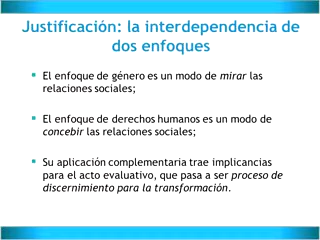 Justificación: la interdependencia de
dos enfoques
El enfoque de género es un modo de mirar las
relaciones sociales;
El enfoque de derechos humanos es un modo de
concebir las relaciones sociales;
Su aplicación complementaria trae implicancias
para el acto evaluativo, que pasa a ser proceso de
discernimiento para la transformación.